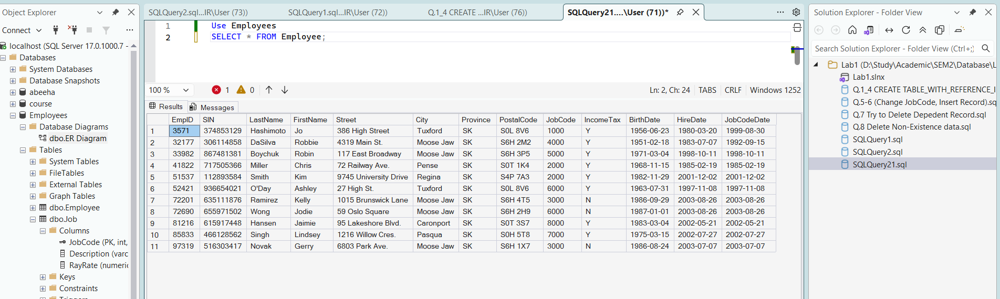 Object Explorer
Connect
localhost (SQL Server 17.0.1000.7 -
Databases
System Databases
Database Snapshots
abeeha
course
Employees
Database Diagrams
dbo.ER Diagram
Tables
System Tables
FileTables
External Tables
Graph Tables
dbo.Employee
dbo.Job
Columns
JobCode (PK, int,
Description (varc
RayRate (numeric
Keys
Constraints
Triggers
SQLQuery2.sql...IR\User (73)) SQLQuery1.sql...IR\User (72)) Q.1_4 CREATE ...IR\User (76)) SQLQuery21....\User (71))*
1 Use Employees
2 SELECT * FROM Employee;
100 % 1 0 Ln: 2, Ch: 24 TABS CRLF Windows 1252
Results Messages
EmpID SIN LastName FirstName Street City Province PostalCode JobCode IncomeTax BirthDate HireDate JobCodeDate
1 3571 374853129 Hashimoto Jo 386 High Street Tuxford SK S0L 8V6 1000 Y 1956-06-23 1980-03-20 1999-08-30
2 32177 306114858 DaSilva Robbie 4319 Main St. Moose Jaw SK S6H 2M2 4000 Y 1951-02-18 1983-07-07 1992-09-15
3 33982 867481381 Boychuk Robin 117 East Broadway Moose Jaw SK S6H 3P5 5000 Y 1971-03-04 1998-10-11 1998-10-11
4 41822 717505366 Miller Chris 72 Railway Ave. Pense SK S0T 1K4 2000 Y 1968-11-15 1985-02-19 1985-02-19
5 51537 112893584 Smith Kim 9745 University Drive Regina SK S4P 7A3 2000 Y 1982-11-29 2001-12-02 2001-12-02
6 52421 936654021 O'Day Ashley 27 High St. Tuxford SK S0L 8V6 6000 Y 1963-07-31 1997-11-08 1997-11-08
7 72201 635111876 Ramirez Kelly 1015 Brunswick Lane Moose Jaw SK S6H 4T5 3000 N 1986-09-29 2003-08-26 2003-08-26
8 72690 655971502 Wong Jodie 59 Oslo Square Moose Jaw SK S6H 2H9 6000 N 1987-01-01 2003-08-26 2003-08-26
9 81216 615917448 Hansen Jaimie 95 Lakeshore Blvd. Caronport SK S0T 3S7 8000 Y 1983-03-04 2002-05-21 2002-05-21
10 85833 466128562 Singh Lindsey 1216 Willow Cres. Pasqua SK S0H 5T8 7000 Y 1975-03-15 2002-07-27 2002-07-27
11 97319 516303417 Novak Gerry 6803 Park Ave. Moose Jaw SK S6H 1X7 3000 N 1986-08-24 2003-07-07 2003-07-07
Solution Explorer - Folder View
Search Solution Explorer - Folder View (Ctrl+;)
Lab1 (D:\Study\Academic\SEM2\Database\L
Lab1.slnx
Q.1_4 CREATE TABLE_WITH_REFERENCE_I
Q.5-6 (Change JobCode, Insert Record).sq
Q.7 Try to Delete Depedent Record.sql
Q.8 Delete Non-Existence data.sql
SQLQuery1.sql
SQLQuery2.sql
SQLQuery21.sql